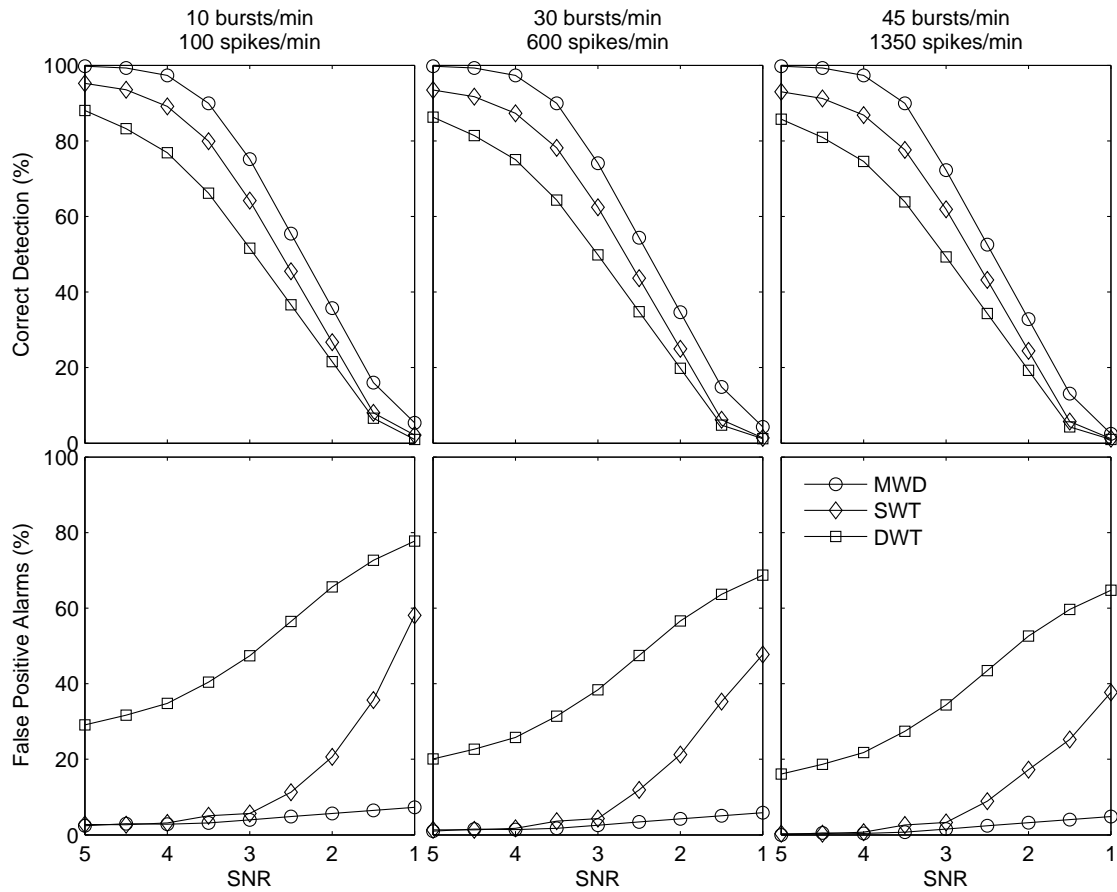 10 bursts/min
100 spikes/min
30 bursts/min
600 spikes/min
45 bursts/min
1350 spikes/min
Correct Detection (%)
100
80
60
40
20
0
False Positive Alarms (%)
100
80
60
40
20
0
MWD
SWT
DWT
5 4 3 2 1
SNR
5 4 3 2 1
SNR
5 4 3 2 1
SNR